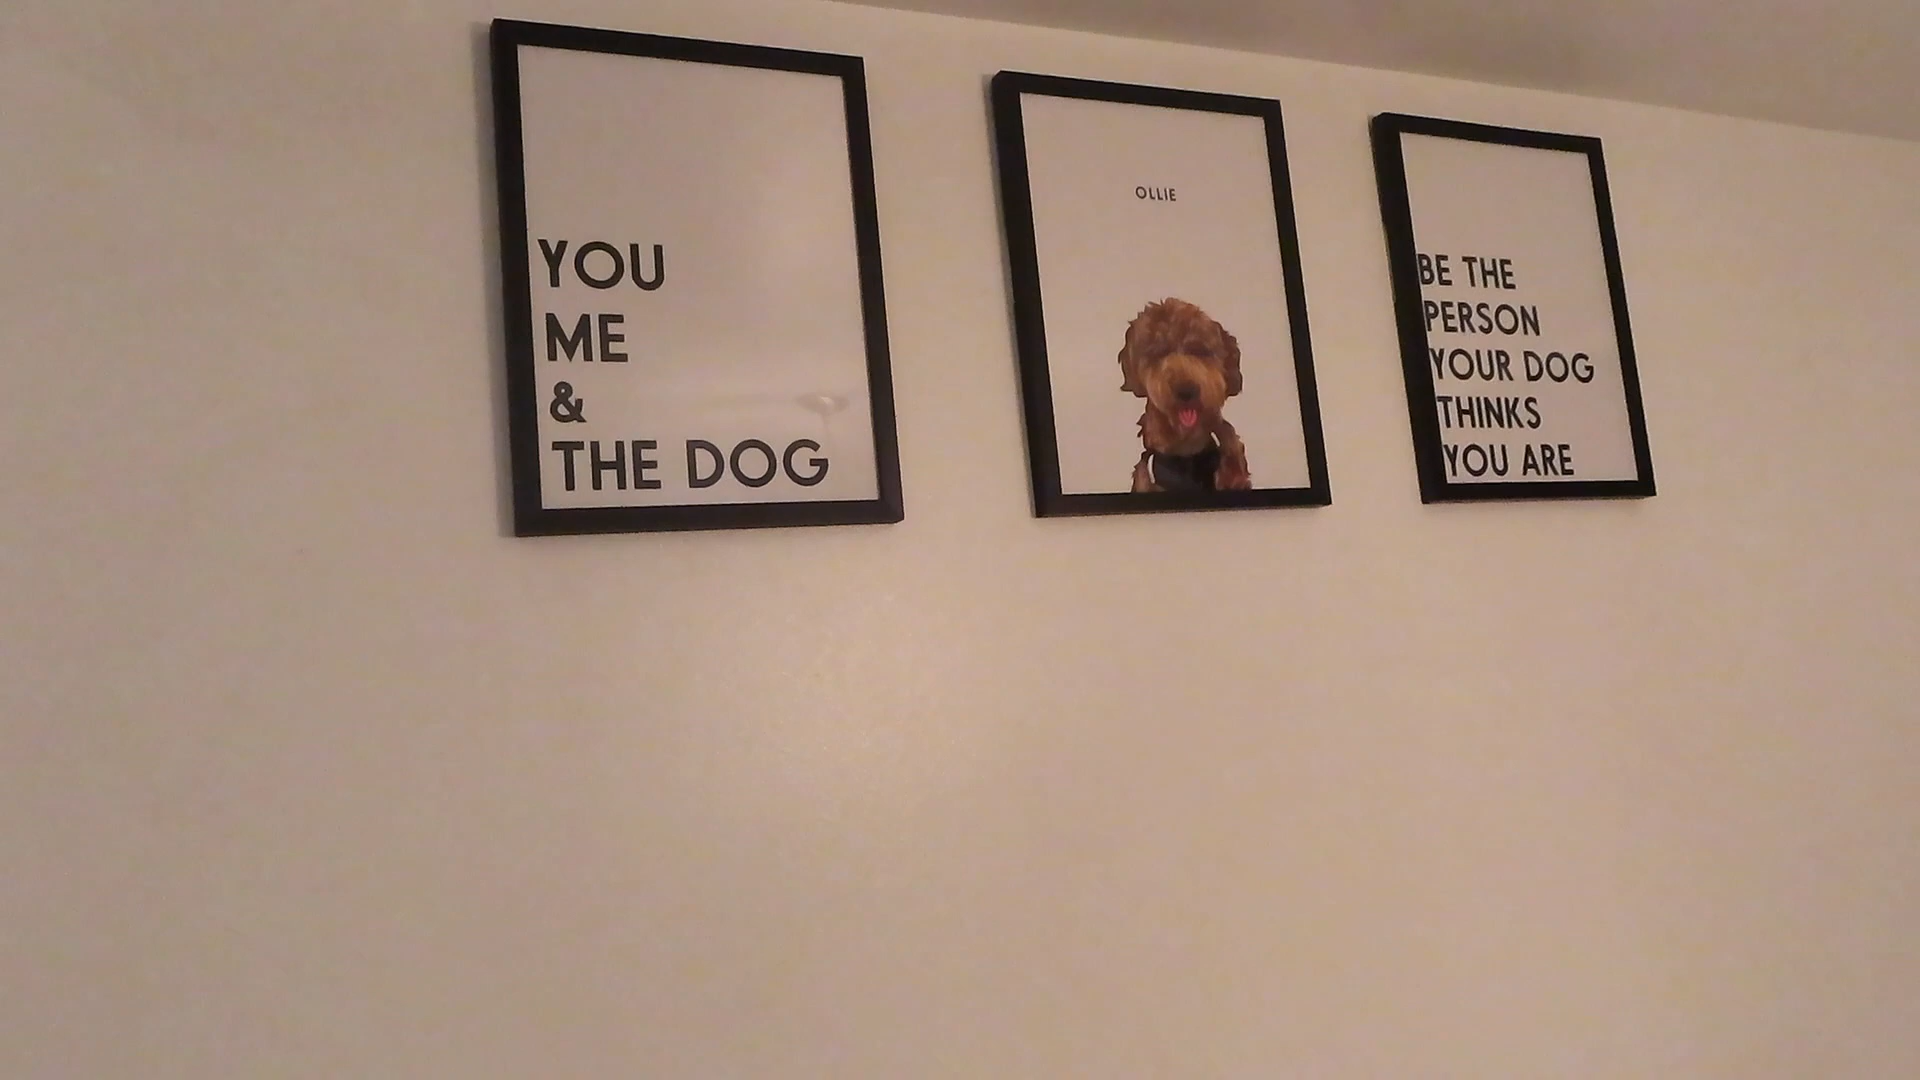 YOU
ME
&
THE DOG
OLLIE
BE THE
PERSON
YOUR DOG
THINKS
YOU ARE